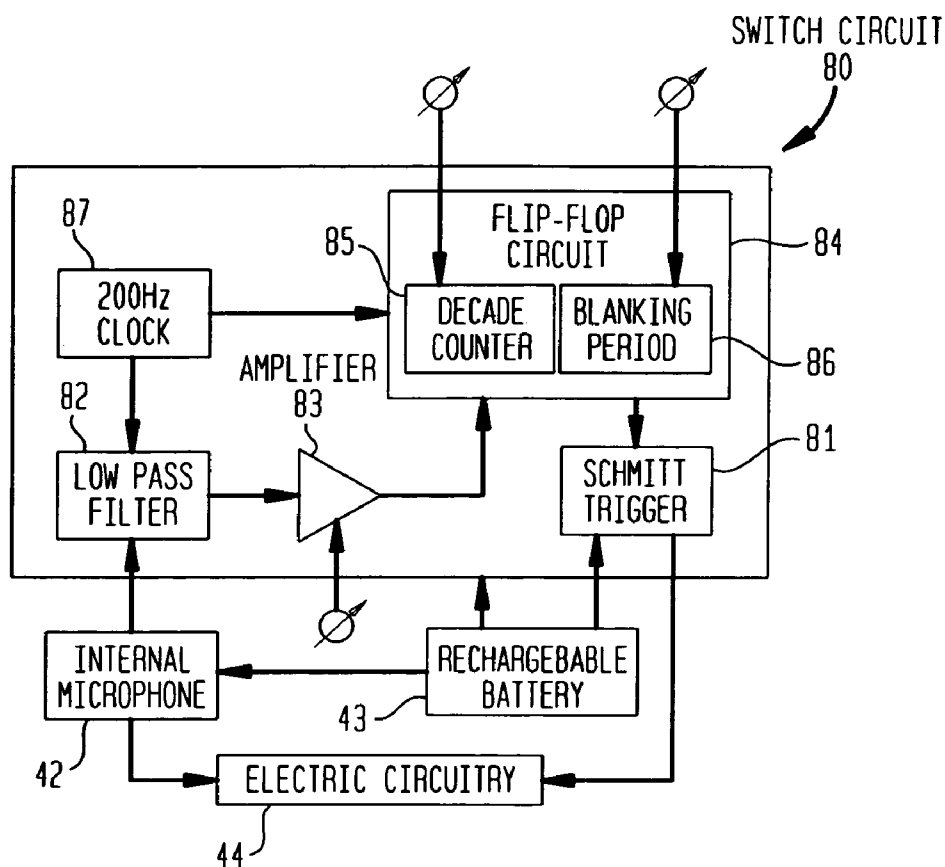 SWITCH CIRCUIT
80
87
200Hz
CLOCK
85
FLIP-FLOP
CIRCUIT
84
DECADE
COUNTER
BLANKING
PERIOD
86
AMPLIFIER
83
82
LOW PASS
FILTER
81
SCHMITT
TRIGGER
INTERNAL
MICROPHONE
42
RECHARGEBABLE
BATTERY
43
ELECTRIC CIRCUITRY
44